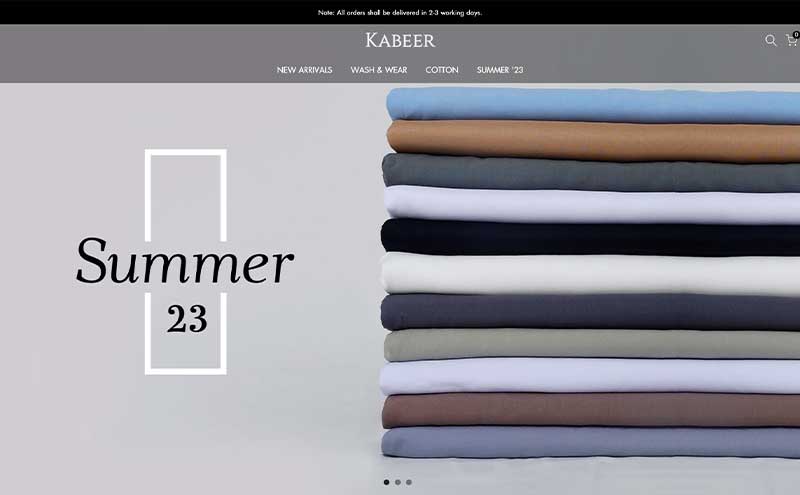 Note: All orders shall be delivered in 2-3 working days.
KABEER
0
NEW ARRIVALS WASH & WEAR COTTON SUMMER '23
Summer
23